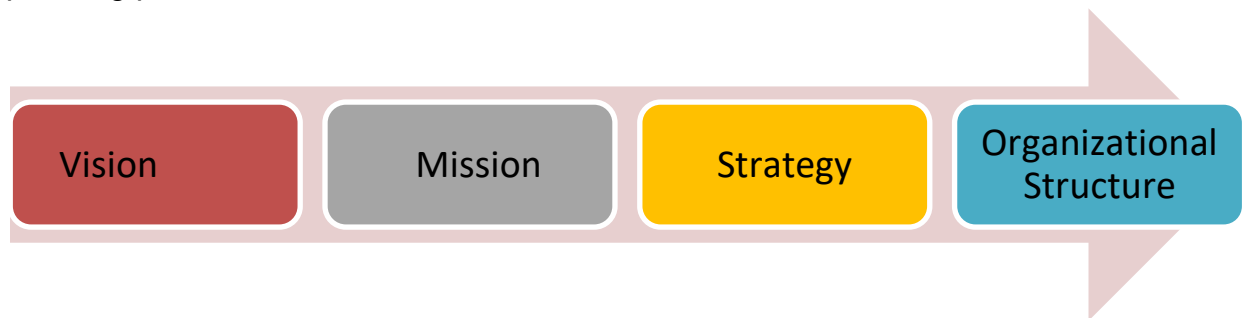 Vision
Mission
Strategy
Organizational
Structure